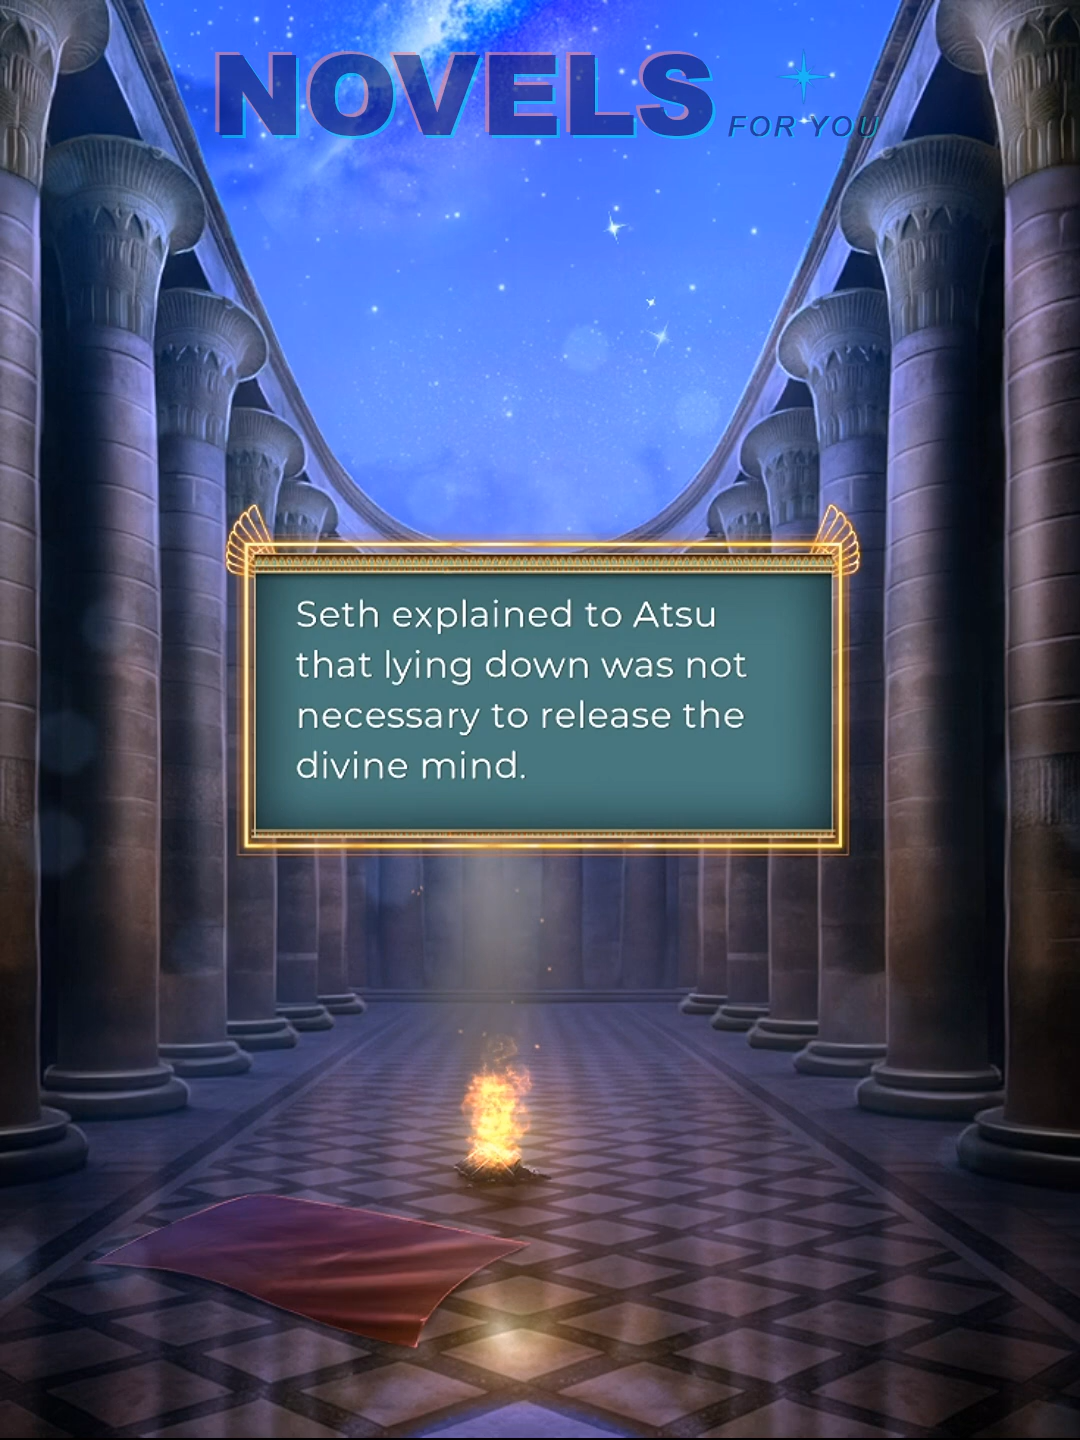 NOVELS FOR YOU
Seth explained to Atsu
that lying down was not
necessary to release the
divine mind.